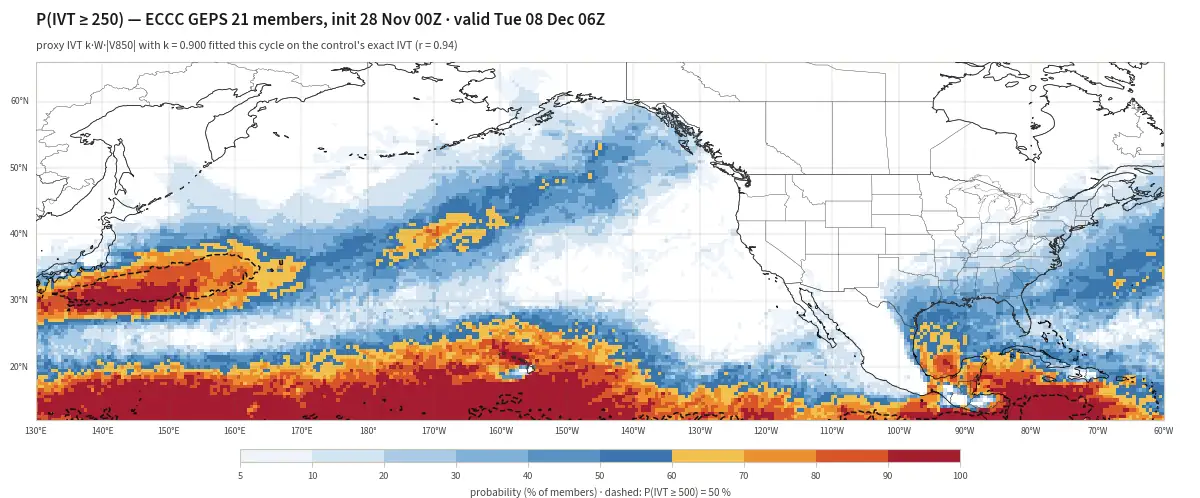 P(IVT ≥ 250) — ECCC GEPS 21 members, init 28 Nov 00Z · valid Tue 08 Dec 06Z
proxy IVT k·W·|V850| with k = 0.900 fitted this cycle on the control's exact IVT (r = 0.94)
60°N
50°N
40°N
30°N
20°N
130°E 140°E 150°E 160°E 170°E 180° 170°W 160°W 150°W 140°W 130°W 120°W 110°W 100°W 90°W 80°W 70°W 60°W
5 10 20 30 40 50 60 70 80 90 100
probability (% of members) · dashed: P(IVT ≥ 500) = 50 %